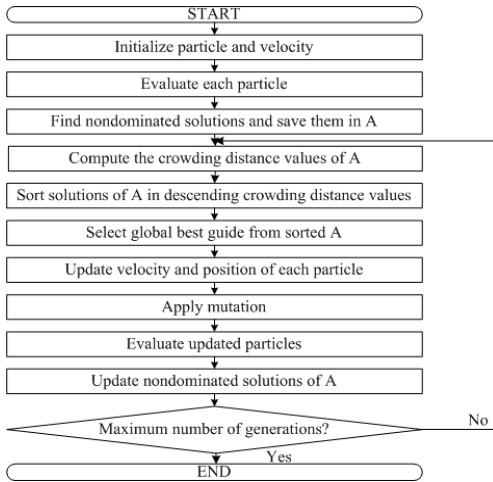 START
Initialize particle and velocity
Evaluate each particle
Find nondominated solutions and save them in A
Compute the crowding distance values of A
Sort solutions of A in descending crowding distance values
Select global best guide from sorted A
Update velocity and position of each particle
Apply mutation
Evaluate updated particles
Update nondominated solutions of A
Maximum number of generations?
No
Yes
END